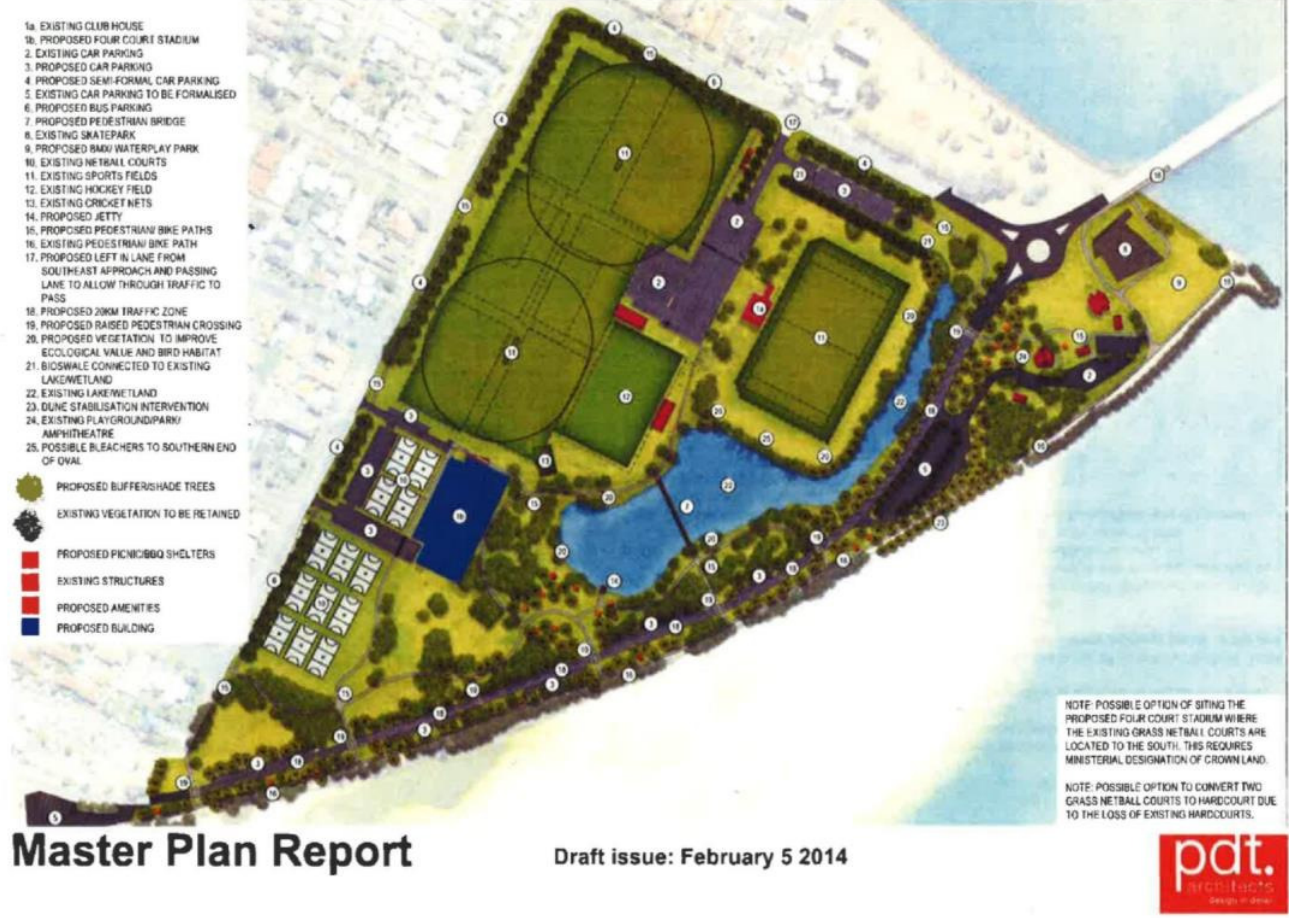 1a. EXISTING CLUB HOUSE
1b. PROPOSED FOUR COURT STADIUM
2. EXISTING CAR PARKING
3. PROPOSED CAR PARKING
4. PROPOSED SEMI-FORMAL CAR PARKING
5. EXISTING CAR PARKING TO BE FORMALISED
6. PROPOSED BUS PARKING
7. PROPOSED PEDESTRIAN BRIDGE
8. EXISTING SKATEPARK
9. PROPOSED BMX/ WATERPLAY PARK
10. EXISTING NETBALL COURTS
11. EXISTING SPORTS FIELDS
12. EXISTING HOCKEY FIELD
13. EXISTING CRICKET NETS
14. PROPOSED JETTY
15. PROPOSED PEDESTRIAN/ BIKE PATHS
16. EXISTING PEDESTRIAN/ BIKE PATH
17. PROPOSED LEFT IN LANE FROM
SOUTHEAST APPROACH AND PASSING
LANE TO ALLOW THROUGH TRAFFIC TO
PASS
18. PROPOSED 20KM TRAFFIC ZONE
19. PROPOSED RAISED PEDESTRIAN CROSSING
20. PROPOSED VEGETATION TO IMPROVE
ECOLOGICAL VALUE AND BIRD HABITAT
21. BIOSWALE CONNECTED TO EXISTING
LAKE/WETLAND
22. EXISTING LAKE/WETLAND
23. DUNE STABILISATION INTERVENTION
24. EXISTING PLAYGROUND/PARK/
AMPHITHEATRE
25. POSSIBLE BLEACHERS TO SOUTHERN END
OF OVAL
PROPOSED BUFFER/SHADE TREES
EXISTING VEGETATION TO BE RETAINED
PROPOSED PICNIC/BBQ SHELTERS
EXISTING STRUCTURES
PROPOSED AMENITIES
PROPOSED BUILDING
NOTE: POSSIBLE OPTION OF SITING THE
PROPOSED FOUR COURT STADIUM WHERE
THE EXISTING GRASS NETBALL COURTS ARE
LOCATED TO THE SOUTH. THIS REQUIRES
MINISTERIAL DESIGNATION OF CROWN LAND.
NOTE: POSSIBLE OPTION TO CONVERT TWO
GRASS NETBALL COURTS TO HARDCOURT DUE
TO THE LOSS OF EXISTING HARDCOURTS.
Master Plan Report
Draft issue: February 5 2014
pdt.
architects
design in detail